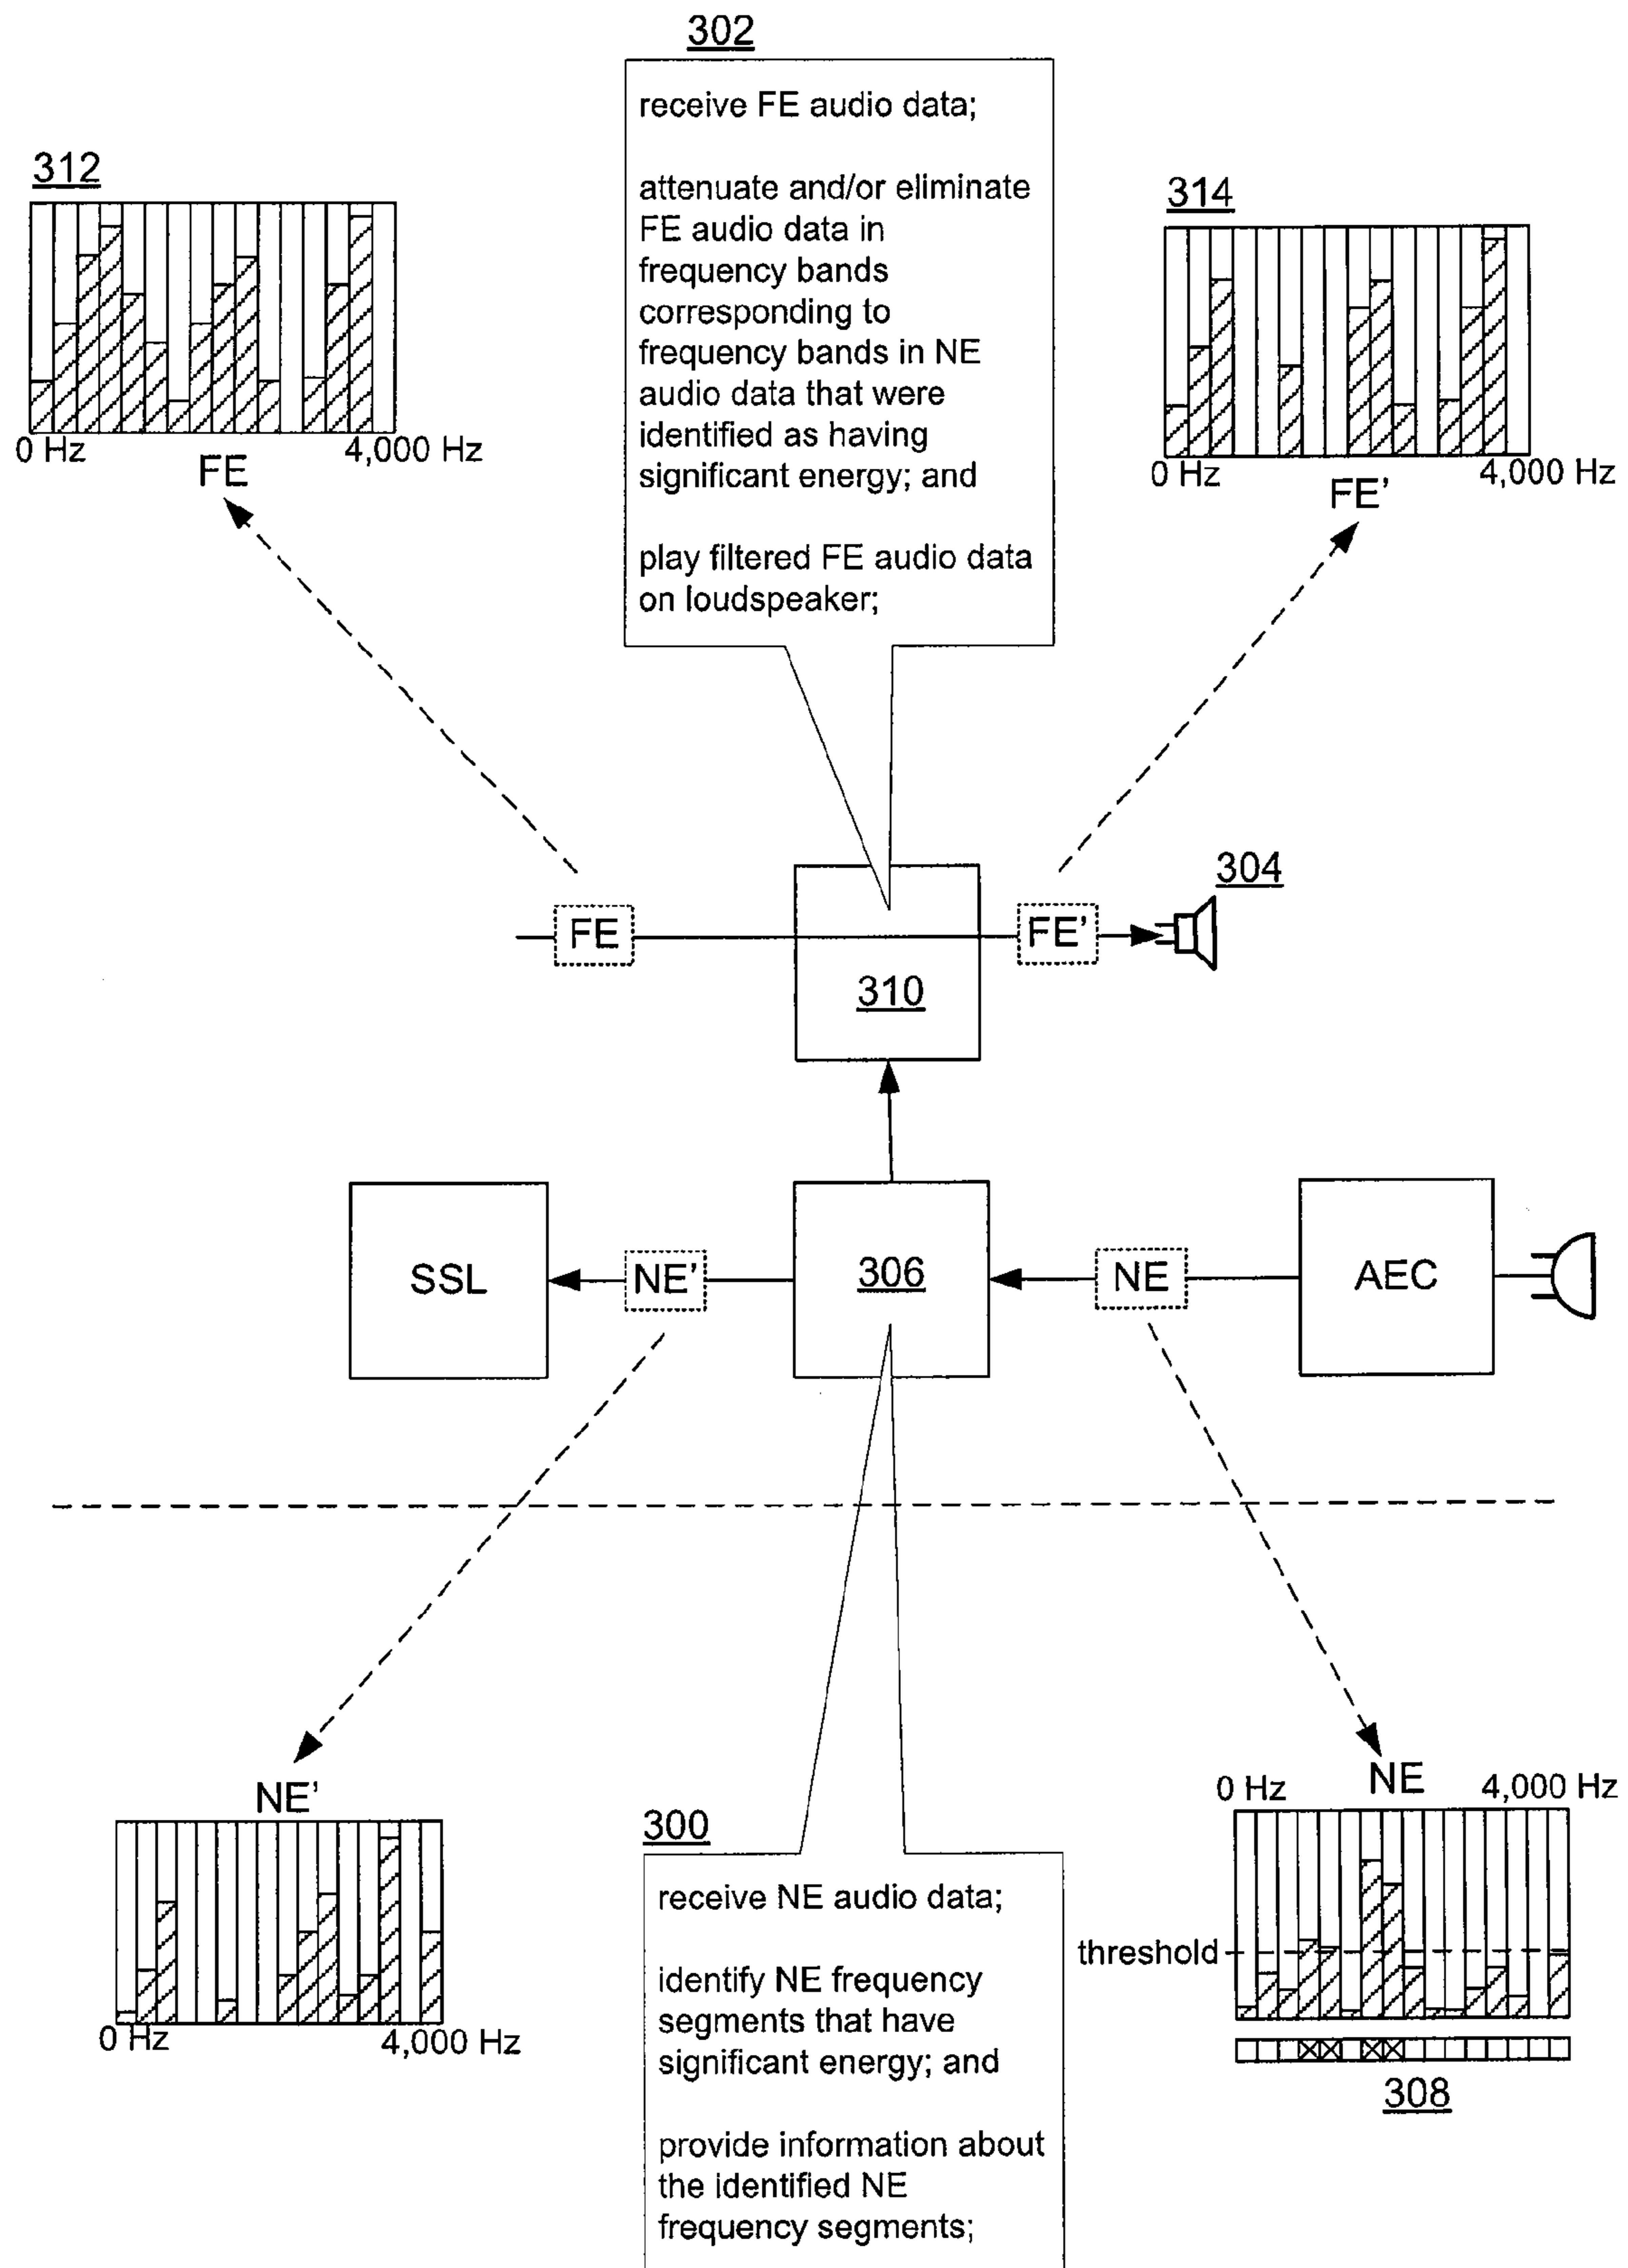 302
receive FE audio data;
attenuate and/or eliminate
FE audio data in
frequency bands
corresponding to
frequency bands in NE
audio data that were
identified as having
significant energy; and
play filtered FE audio data
on loudspeaker;
312
0 Hz
4,000 Hz
FE
314
0 Hz
4,000 Hz
FE'
FE
FE'
304
310
SSL
NE'
306
NE
AEC
NE'
0 Hz
4,000 Hz
300
receive NE audio data;
identify NE frequency
segments that have
significant energy; and
provide information about
the identified NE
frequency segments;
NE
0 Hz
4,000 Hz
threshold
308